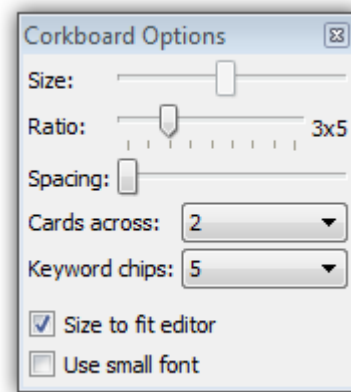 Corkboard Options
Size:
Ratio: 3x5
Spacing:
Cards across: 2
Keyword chips: 5
Size to fit editor
Use small font